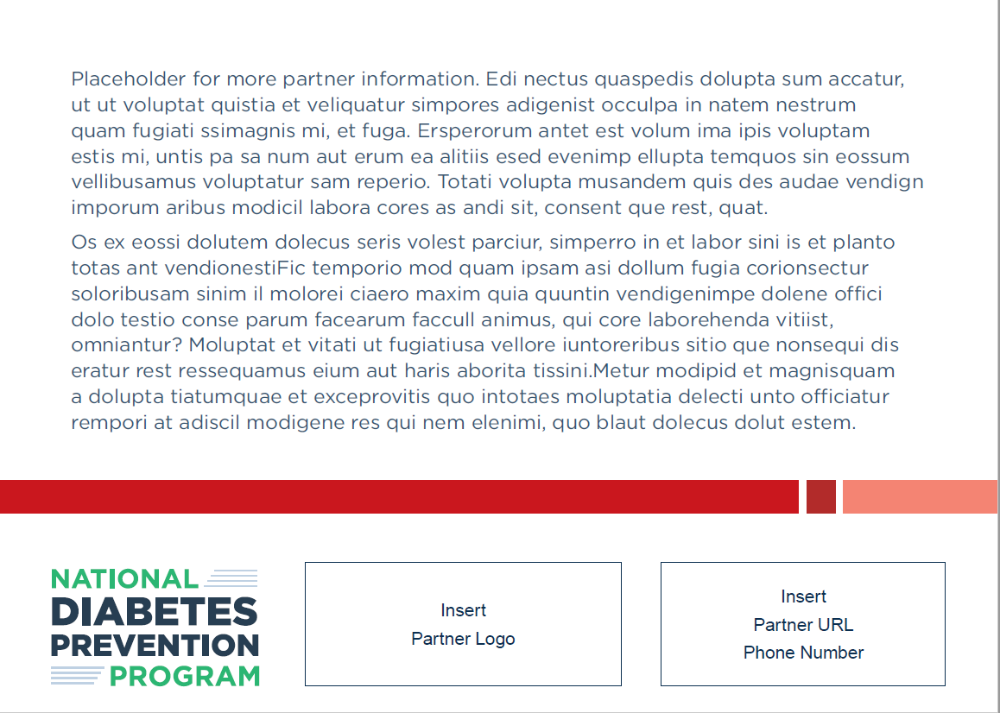 Placeholder for more partner information. Edi nectus quaspedis dolupta sum accatur,
ut ut voluptat quistia et veliquatur simpores adigenist occulpa in natem nestrum
quam fugiati ssimagnis mi, et fuga. Ersperorum antet est volum ima ipis voluptam
estis mi, untis pa sa num aut erum ea alitiis esed evenimp ellupta temquos sin eossum
vellibusamus voluptatur sam reperio. Totati volupta musandem quis des audae vendign
imporum aribus modicil labora cores as andi sit, consent que rest, quat.
Os ex eossi dolutem dolecus seris volest parciur, simperro in et labor sini is et planto
totas ant vendionestiFic temporio mod quam ipsam asi dollum fugia corionsectur
soloribusam sinim il molorei ciaero maxim quia quuntin vendigenimpe dolene offici
dolo testio conse parum facearum faccull animus, qui core laborehenda vitiist,
omniantur? Moluptat et vitati ut fugiatiusa vellore iuntoreribus sitio que nonsequi dis
eratur rest ressequamus eium aut haris aborita tissini.Metur modipid et magnisquam
a dolupta tiatumquae et exceprovitis quo intotaes moluptatia delecti unto officiatur
rempori at adiscil modigene res qui nem elenimi, quo blaut dolecus dolut estem.
NATIONAL
DIABETES
PREVENTION
PROGRAM
Insert
Partner Logo
Insert
Partner URL
Phone Number